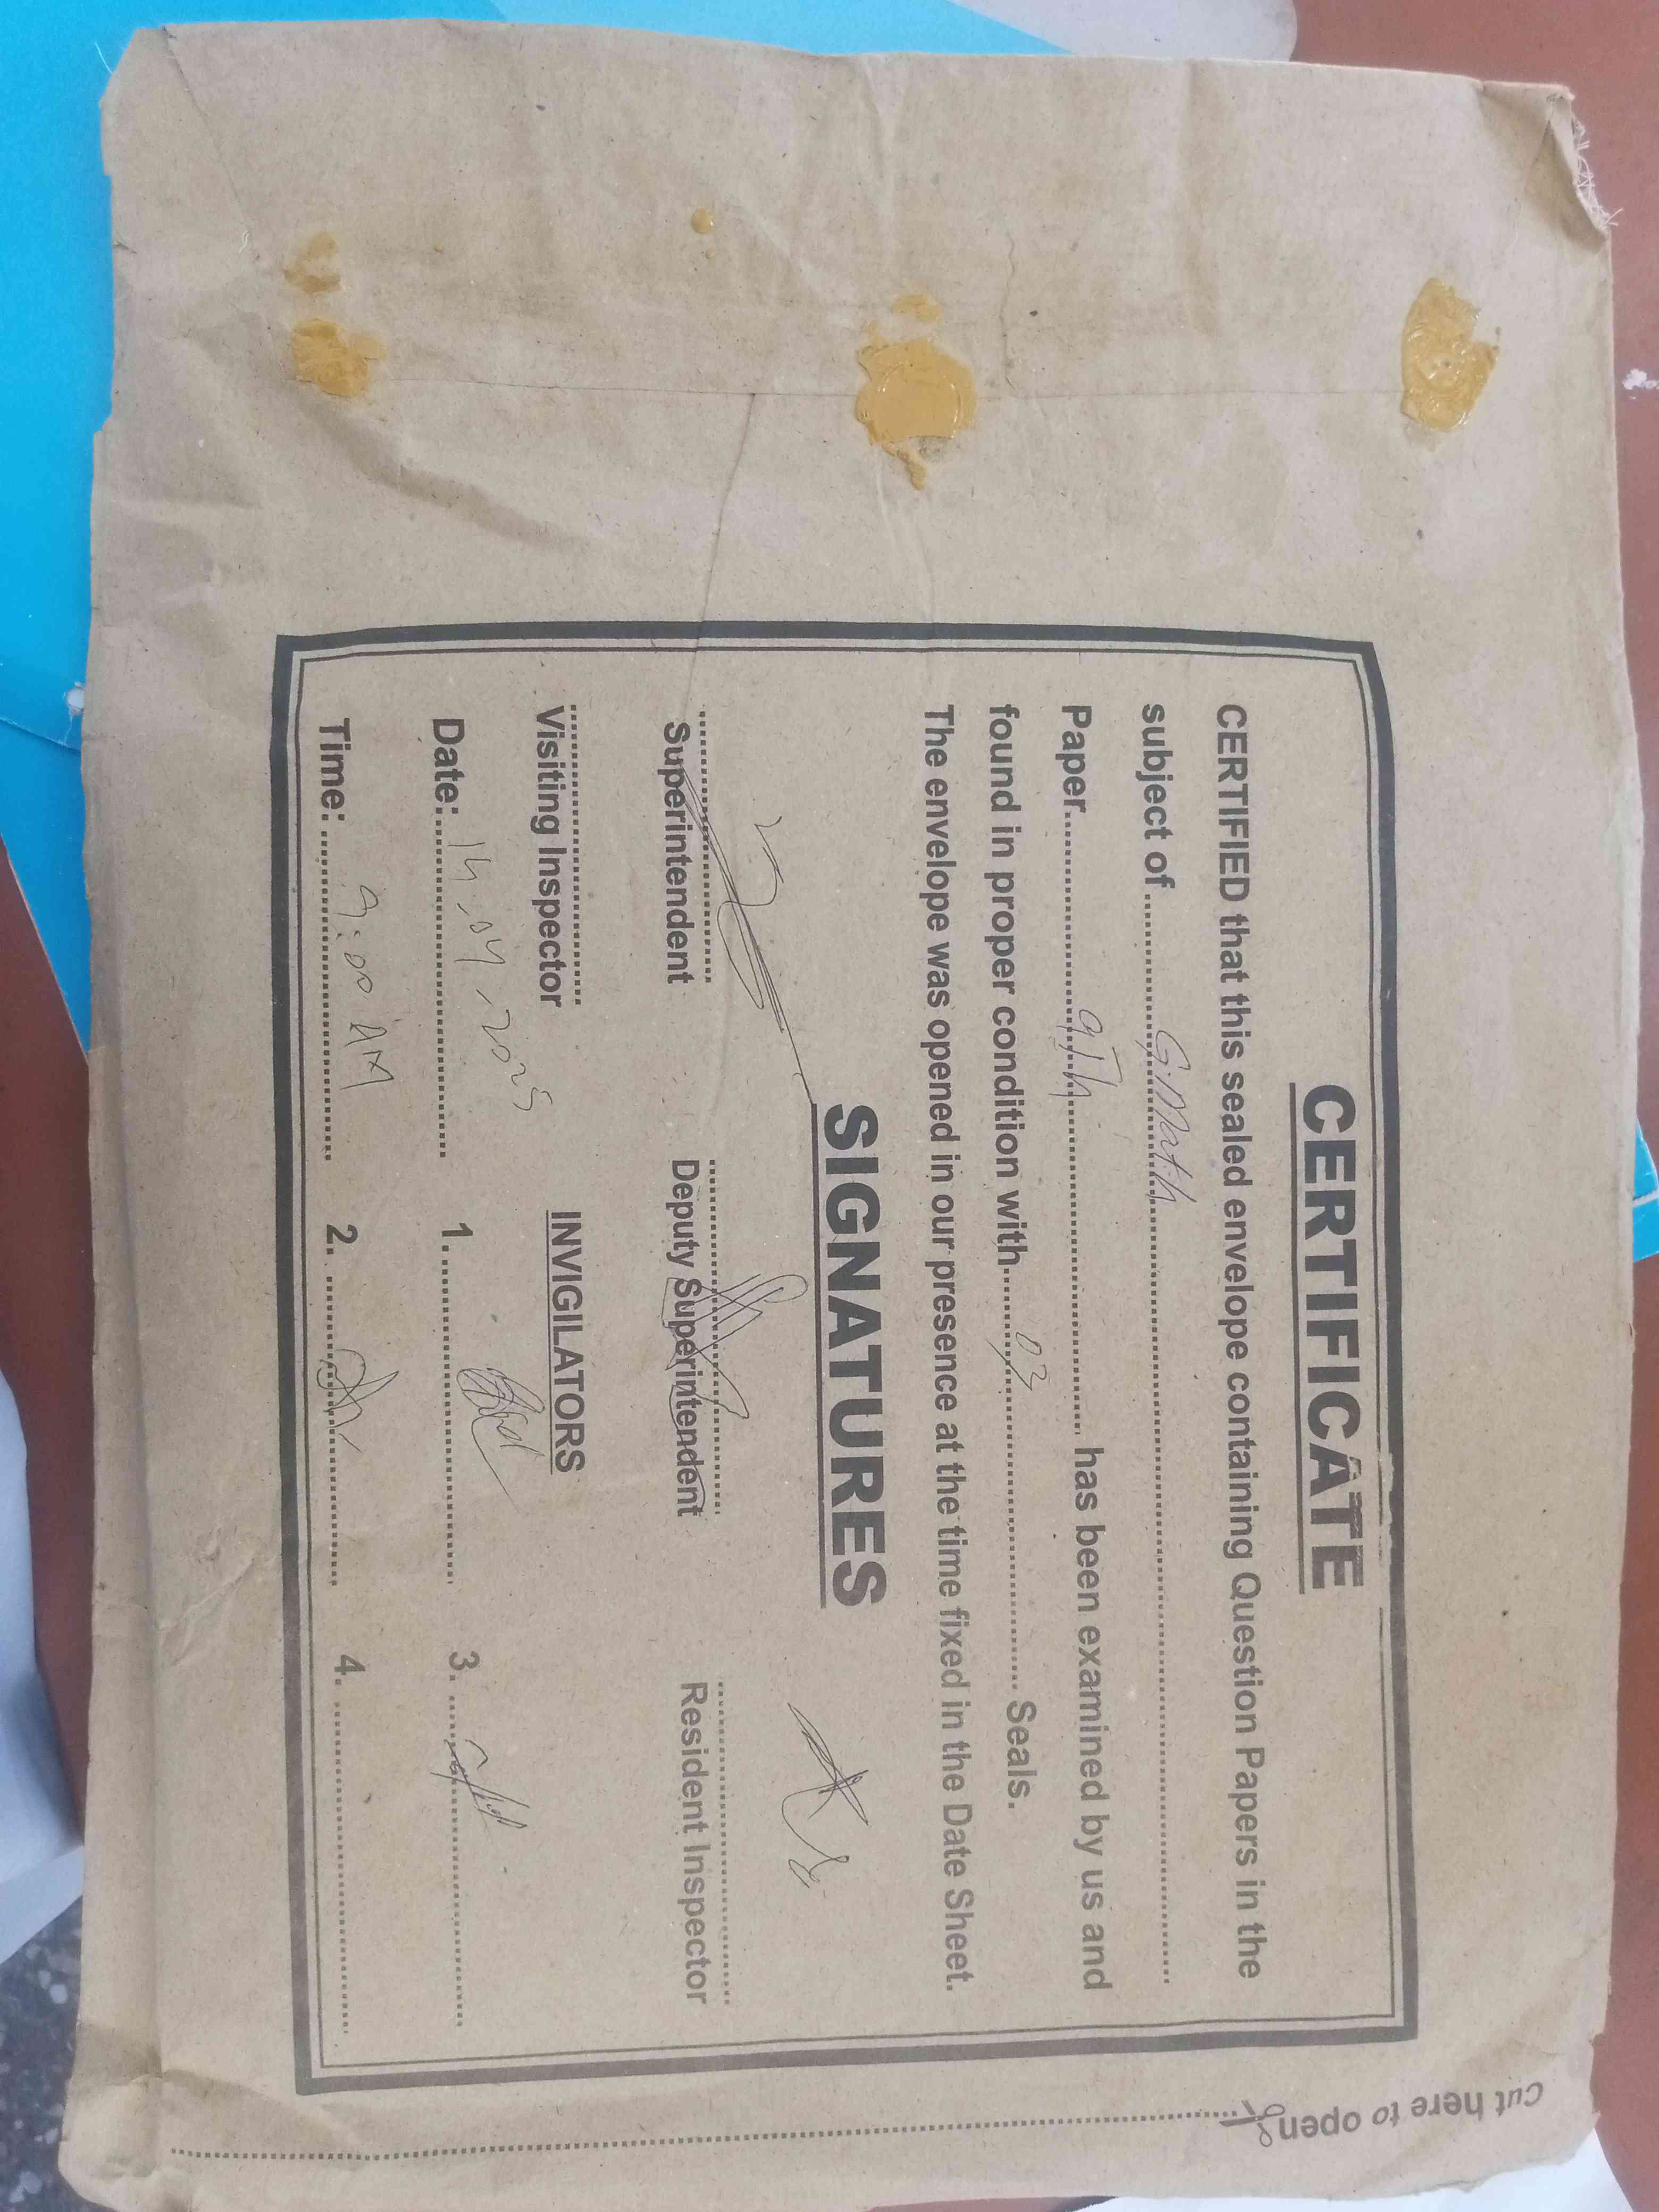 CERTIFICATE
CERTIFIED that this sealed envelope containing Question Papers in the
subject of ............ G.Math ............
Paper............ 9th ............ has been examined by us and
found in proper condition with............ 03 ............ Seals.
The envelope was opened in our presence at the time fixed in the Date Sheet.
SIGNATURES
Superintendent Deputy Superintendent Resident Inspector
Visiting Inspector INVIGILATORS
Date:............ 14.04.2025 1. ............ 3. ............
Time: ............ 9:00 AM 2. ............ 4. ............
Cut here to open